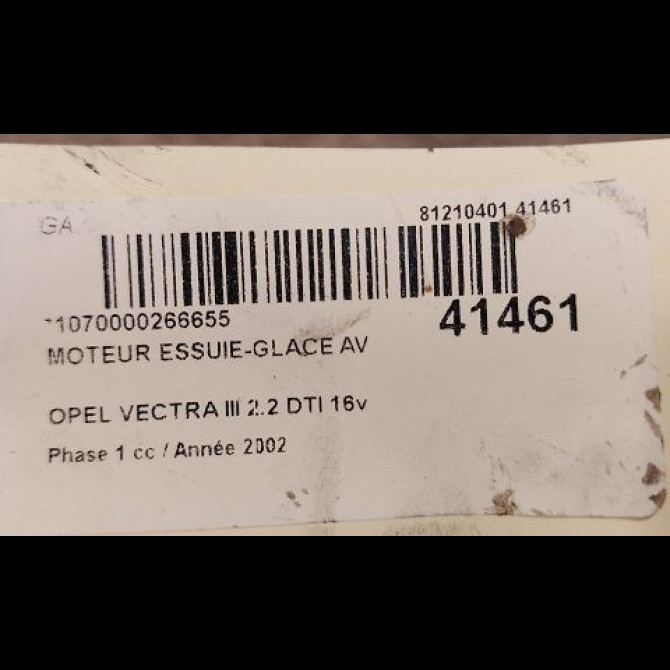 GA
81210401 41461
11070000266655
41461
MOTEUR ESSUIE-GLACE AV
OPEL VECTRA III 2.2 DTI 16v
Phase 1 cc / Année 2002